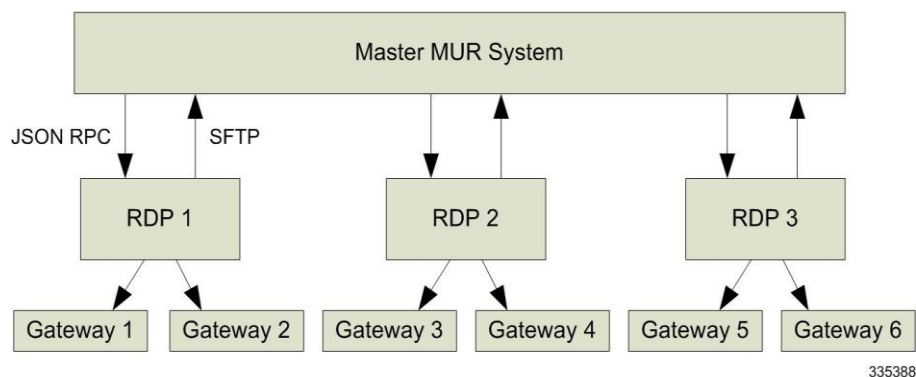 Master MUR System
JSON RPC
SFTP
RDP 1
RDP 2
RDP 3
Gateway 1
Gateway 2
Gateway 3
Gateway 4
Gateway 5
Gateway 6
335388